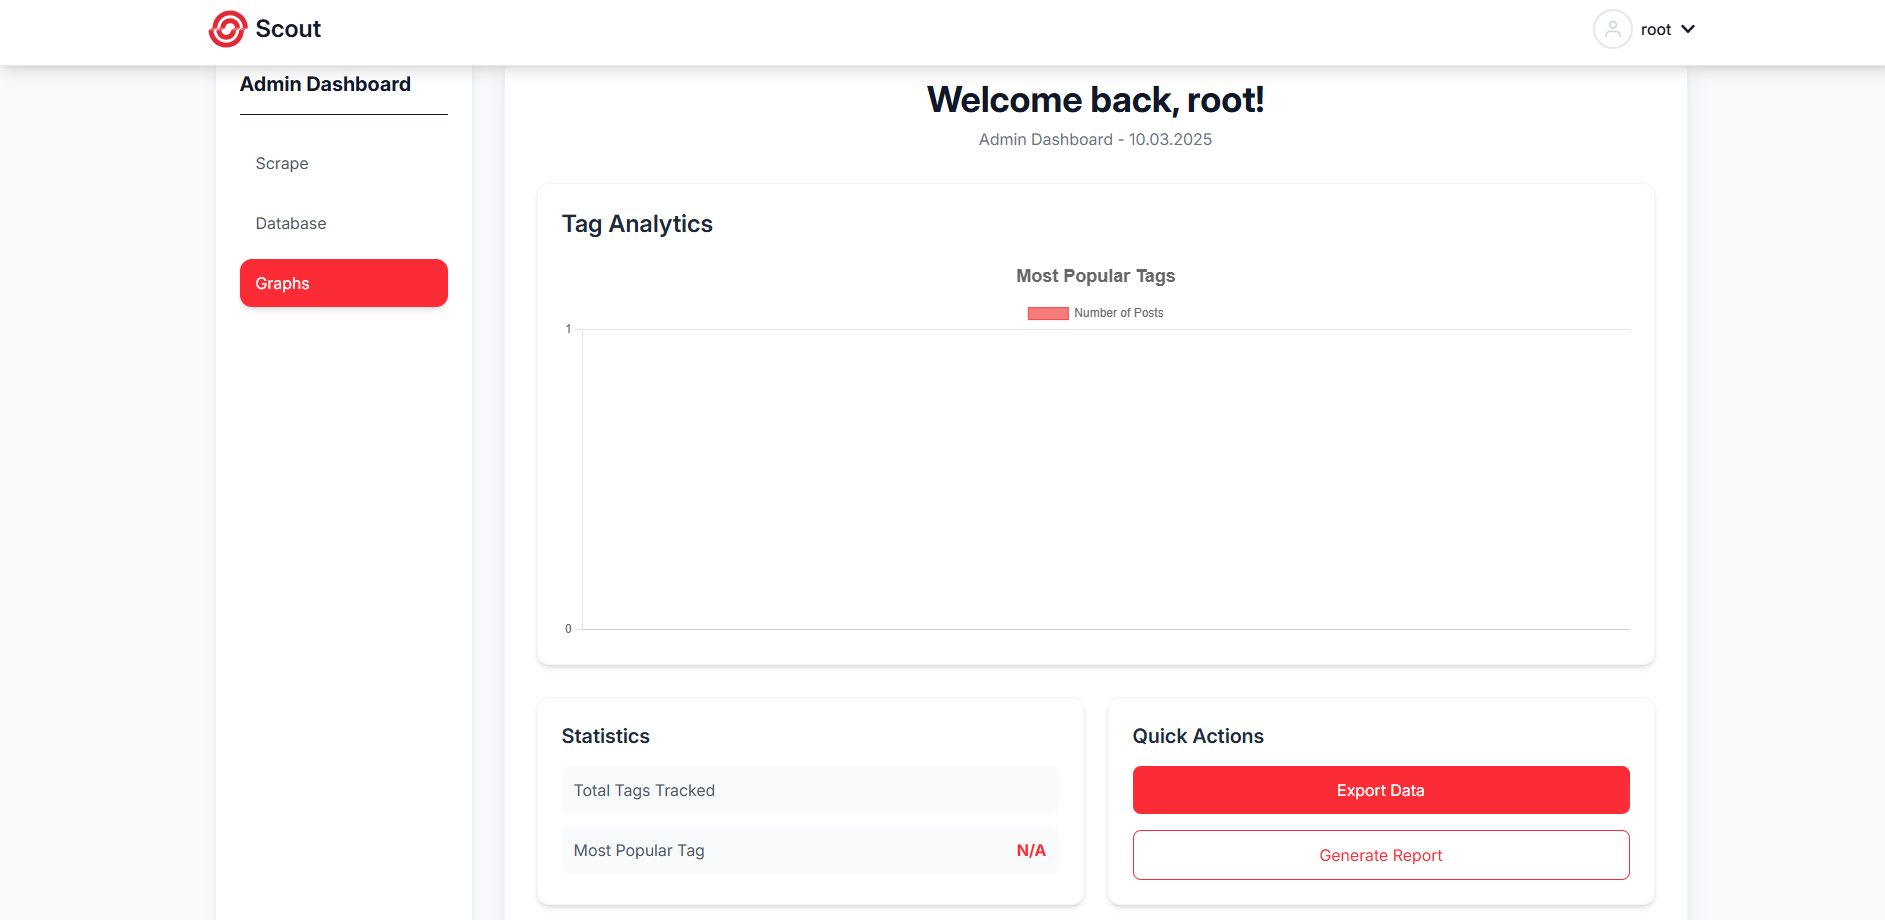 Scout
root
Admin Dashboard
Scrape
Database
Graphs
Welcome back, root!
Admin Dashboard - 10.03.2025
Tag Analytics
Most Popular Tags
Number of Posts
1
0
Statistics
Total Tags Tracked
Most Popular Tag N/A
Quick Actions
Export Data
Generate Report